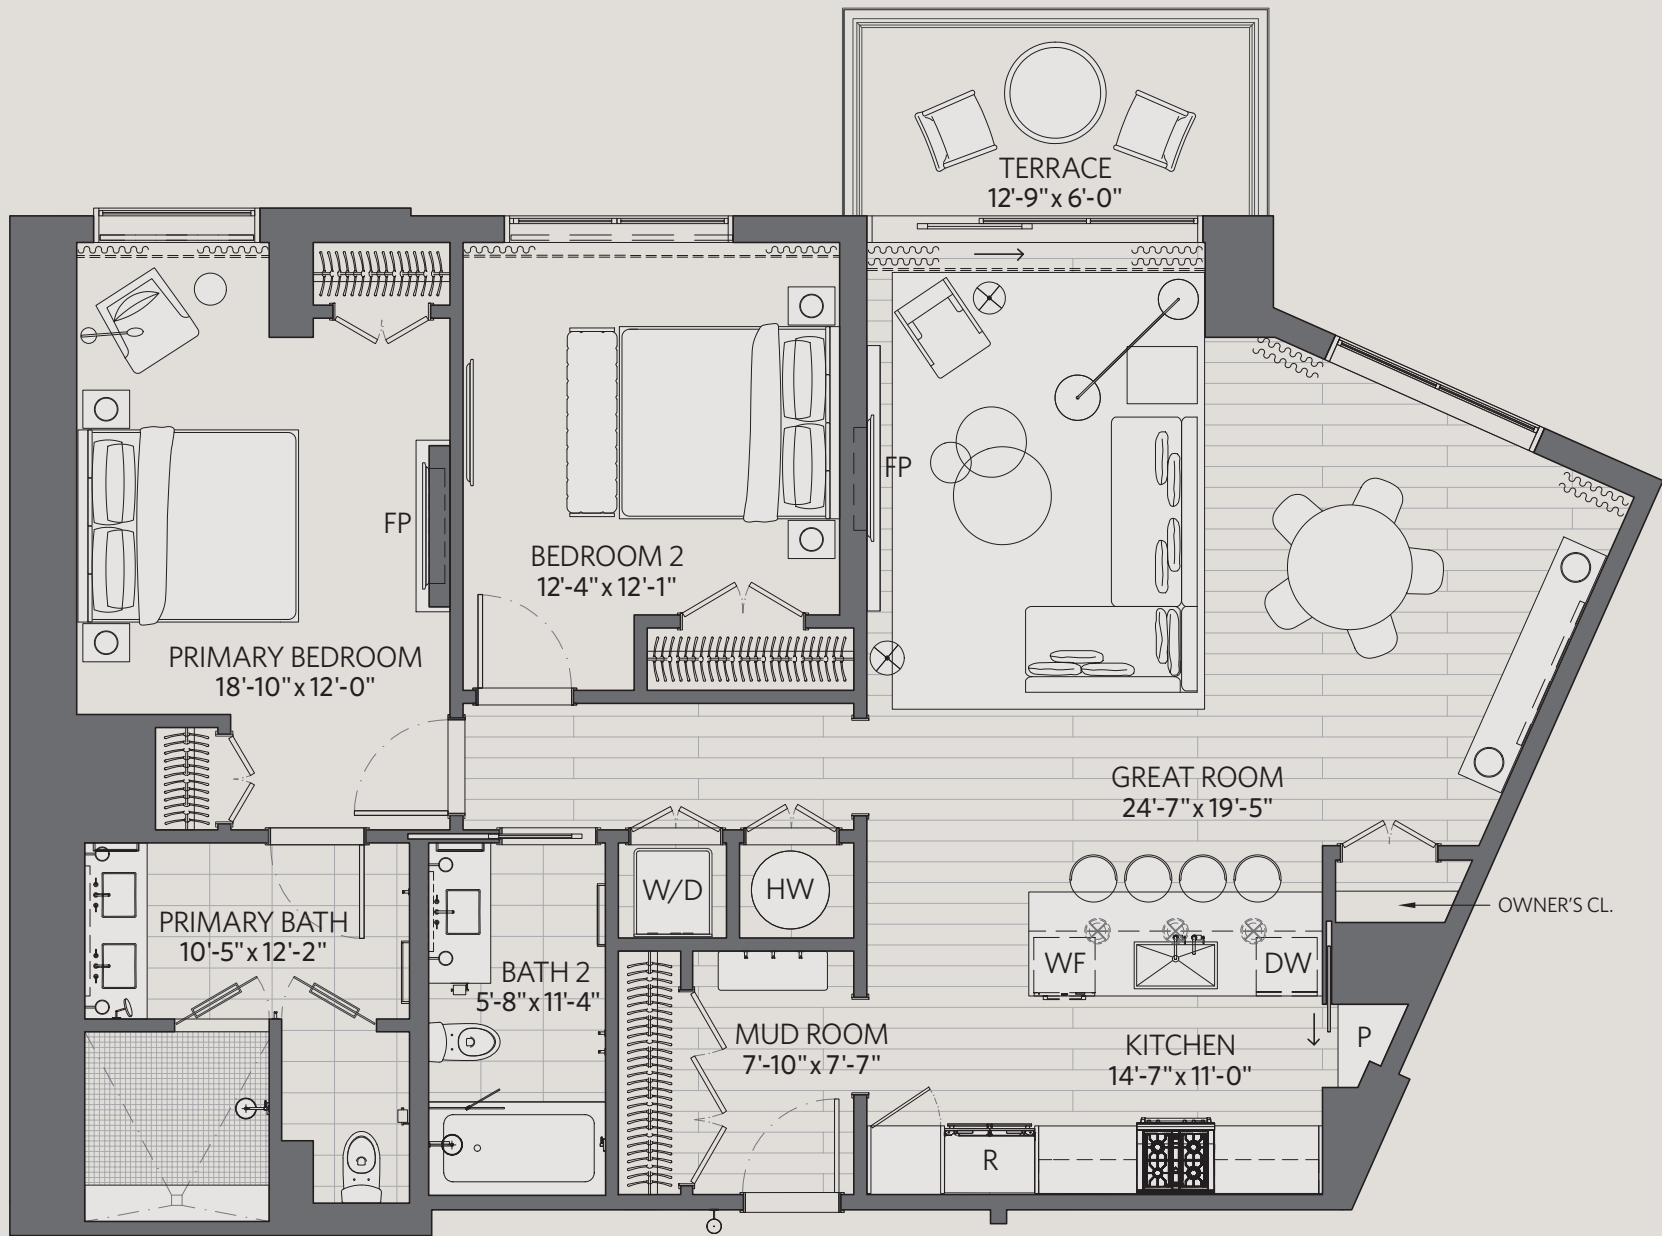 TERRACE
12'-9" x 6'-0"
FP
FP
BEDROOM 2
12'-4" x 12'-1"
PRIMARY BEDROOM
18'-10" x 12'-0"
GREAT ROOM
24'-7" x 19'-5"
W/D
HW
OWNER'S CL.
PRIMARY BATH
10'-5" x 12'-2"
BATH 2
5'-8" x 11'-4"
WF
DW
MUD ROOM
7'-10" x 7'-7"
KITCHEN
14'-7" x 11'-0"
P
R